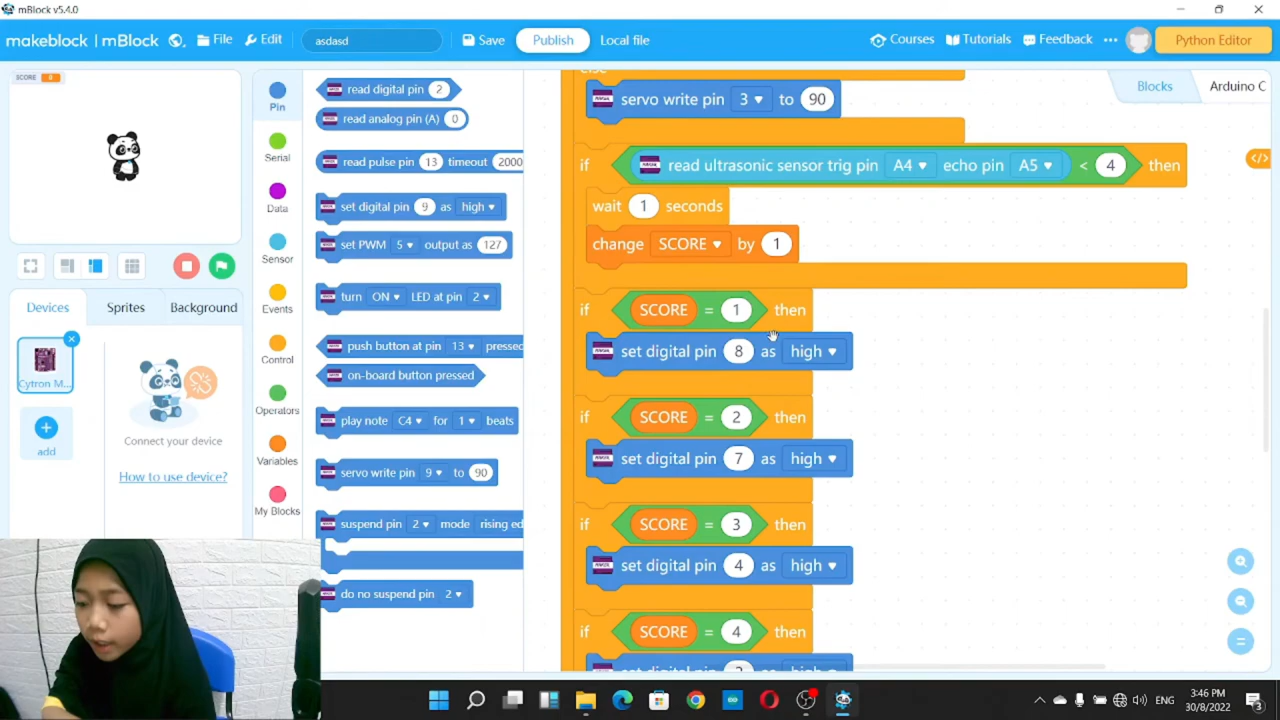 mBlock v5.4.0
makeblock | mBlock File Edit asdasd Save Publish Local file Courses Tutorials Feedback Python Editor
SCORE
Blocks Arduino C
Pin
Serial
Data
Sensor
Events
Control
Operators
Variables
My Blocks
read digital pin 2
read analog pin (A) 0
read pulse pin 13 timeout 2000
set digital pin 9 as high
set PWM 5 output as 127
turn ON LED at pin 2
push button at pin 13 pressed
on-board button pressed
play note C4 for 1 beats
servo write pin 9 to 90
suspend pin 2 mode rising ed
do no suspend pin 2
else
servo write pin 3 to 90
if read ultrasonic sensor trig pin A4 echo pin A5 < 4 then
wait 1 seconds
change SCORE by 1
if SCORE = 1 then
set digital pin 8 as high
if SCORE = 2 then
set digital pin 7 as high
if SCORE = 3 then
set digital pin 4 as high
if SCORE = 4 then
set digital pin 2 as high
Devices Sprites Background
Cytron M...
add
Connect your device
How to use device?
ENG
3:46 PM
30/8/2022
3